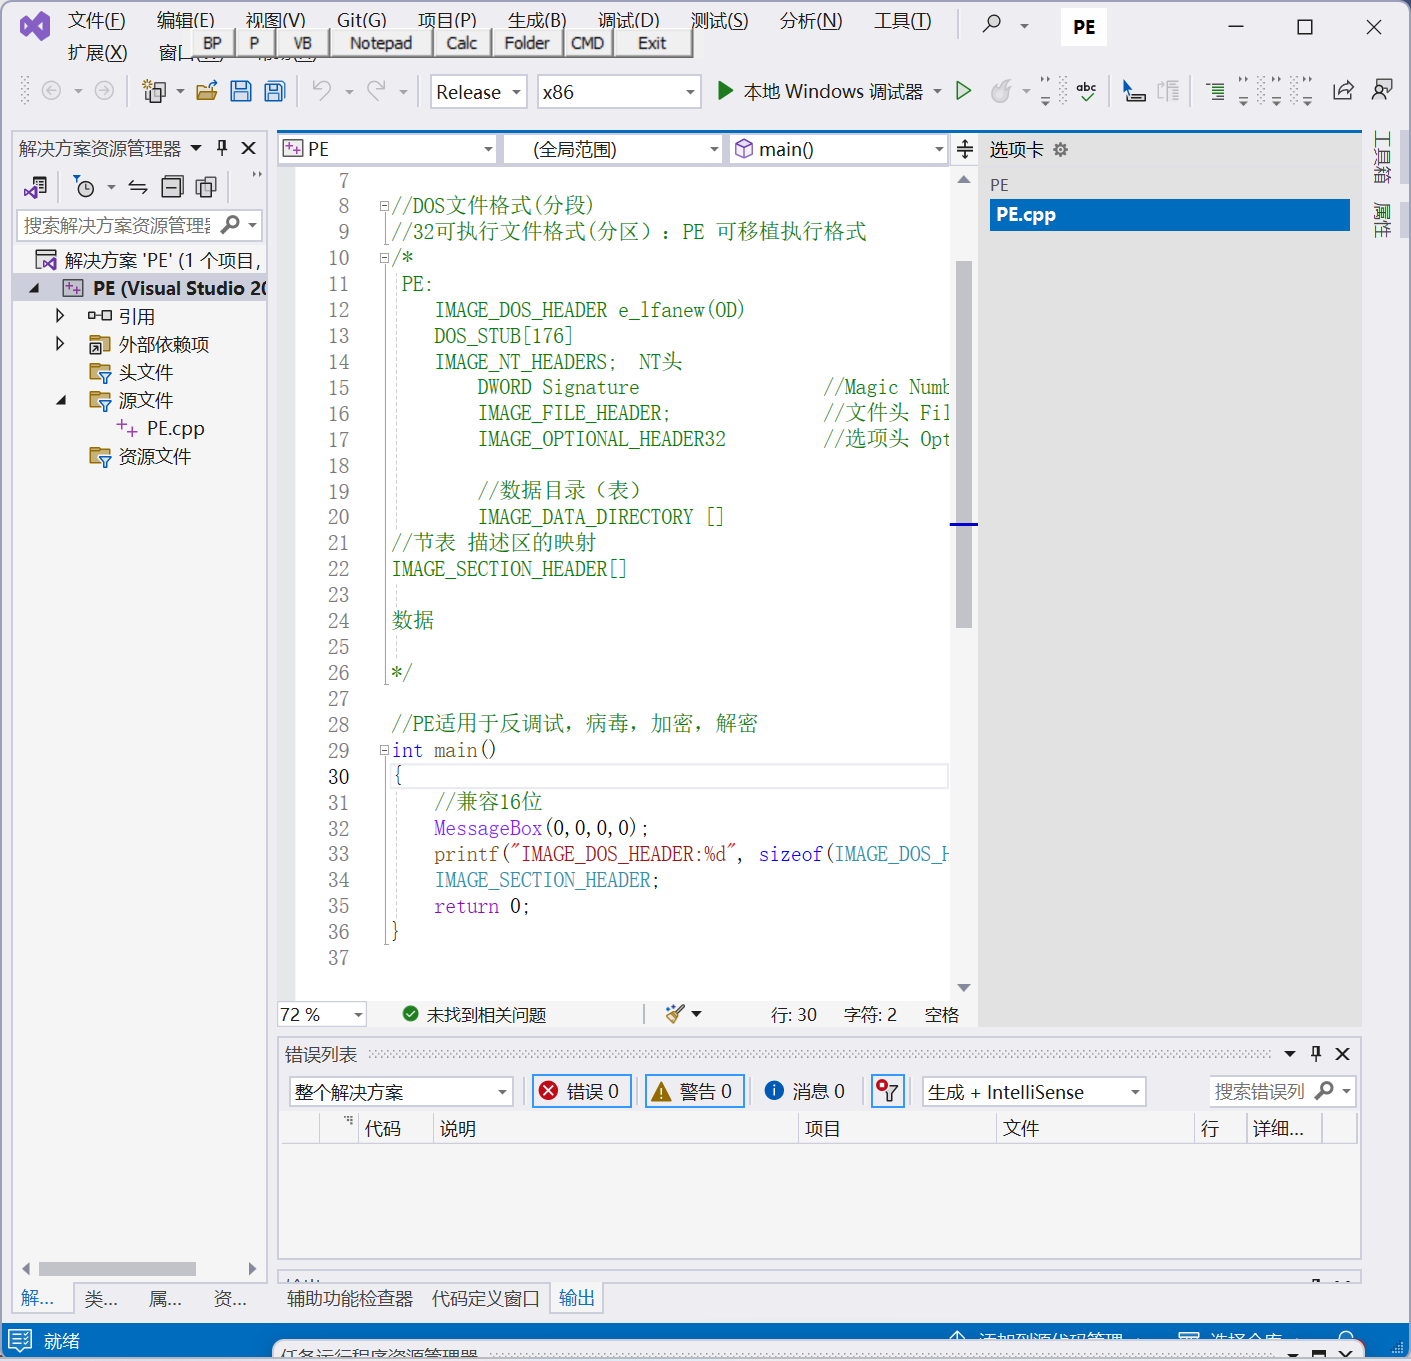 文件(F) 编辑(E) 视图(V) Git(G) 项目(P) 生成(B) 调试(D) 测试(S) 分析(N) 工具(T) PE
扩展(X)
BP P VB Notepad Calc Folder CMD Exit
Release x86 本地 Windows 调试器
解决方案资源管理器
搜索解决方案资源管理器
解决方案 'PE' (1 个项目,
PE (Visual Studio 20
引用
外部依赖项
头文件
源文件
PE.cpp
资源文件
PE (全局范围) main()
7
8 //DOS文件格式(分段)
9 //32可执行文件格式(分区): PE 可移植执行格式
10 /*
11 PE:
12 IMAGE_DOS_HEADER e_lfanew(OD)
13 DOS_STUB[176]
14 IMAGE_NT_HEADERS; NT头
15 DWORD Signature //Magic Numb
16 IMAGE_FILE_HEADER; //文件头 Fil
17 IMAGE_OPTIONAL_HEADER32 //选项头 Opt
18
19 //数据目录（表）
20 IMAGE_DATA_DIRECTORY []
21 //节表 描述区的映射
22 IMAGE_SECTION_HEADER[]
23
24 数据
25
26 */
27
28 //PE适用于反调试，病毒，加密，解密
29 int main()
30 {
31 //兼容16位
32 MessageBox(0,0,0,0);
33 printf("IMAGE_DOS_HEADER:%d", sizeof(IMAGE_DOS_H
34 IMAGE_SECTION_HEADER;
35 return 0;
36 }
37
72 % 未找到相关问题 行: 30 字符: 2 空格
选项卡
PE
PE.cpp
工具箱
属性
错误列表
整个解决方案 错误 0 警告 0 消息 0 生成 + IntelliSense 搜索错误列
代码 说明 项目 文件 行 详细...
解... 类... 属... 资...
辅助功能检查器 代码定义窗口 输出
就绪 添加到源代码管理 选择仓库
任务运行程序资源管理器